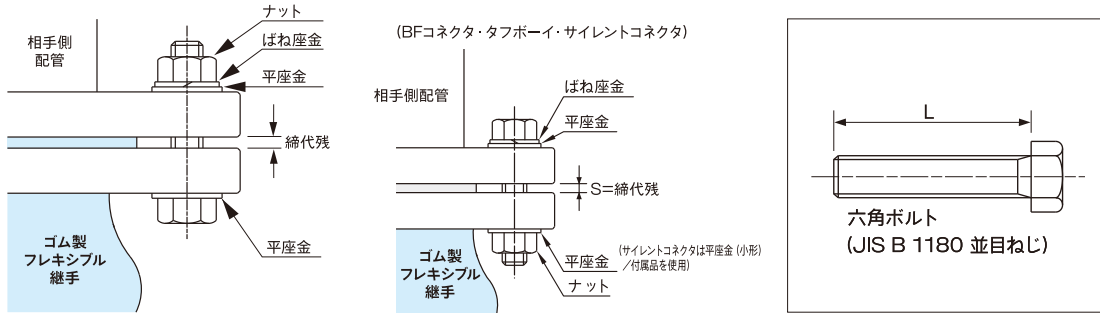 ナット
ばね座金
平座金
相手側
配管
締代残
平座金
ゴム製
フレキシブル
継手
(BFコネクタ・タフボーイ・サイレントコネクタ)
ばね座金
平座金
相手側配管
S=締代残
平座金
(サイレントコネクタは平座金(小形)
/付属品を使用)
ナット
ゴム製
フレキシブル
継手
L
六角ボルト
(JIS B 1180 並目ねじ)